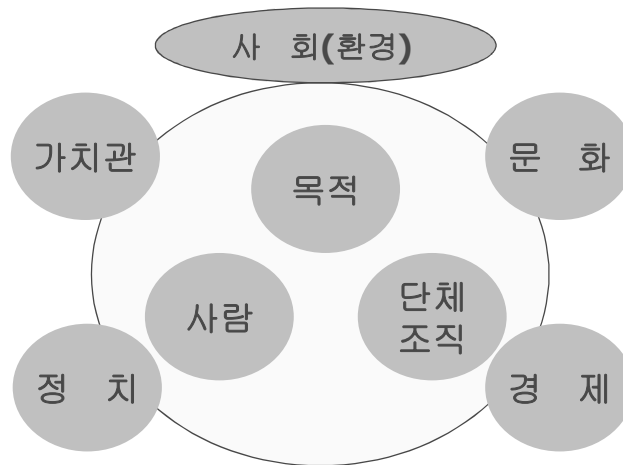 사 회(환경)
가치관
문 화
목적
사람
단체
조직
정 치
경 제